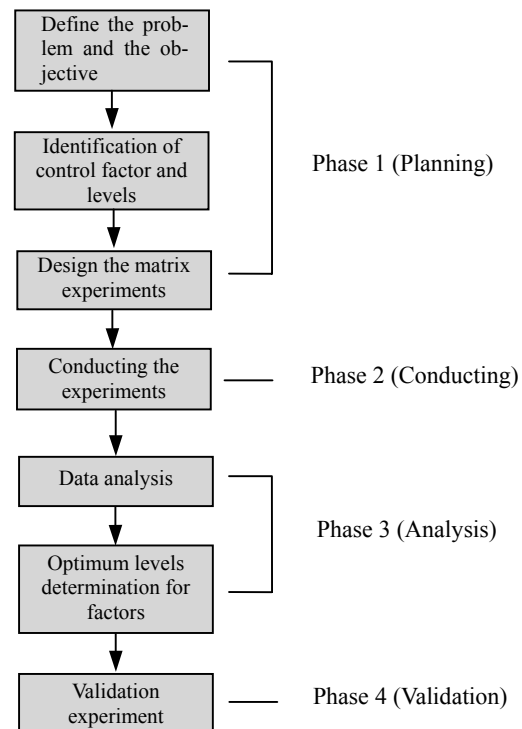 Define the prob-
lem and the ob-
jective
Identification of
control factor and
levels
Phase 1 (Planning)
Design the matrix
experiments
Conducting the
experiments
Phase 2 (Conducting)
Data analysis
Phase 3 (Analysis)
Optimum levels
determination for
factors
Validation
experiment
Phase 4 (Validation)